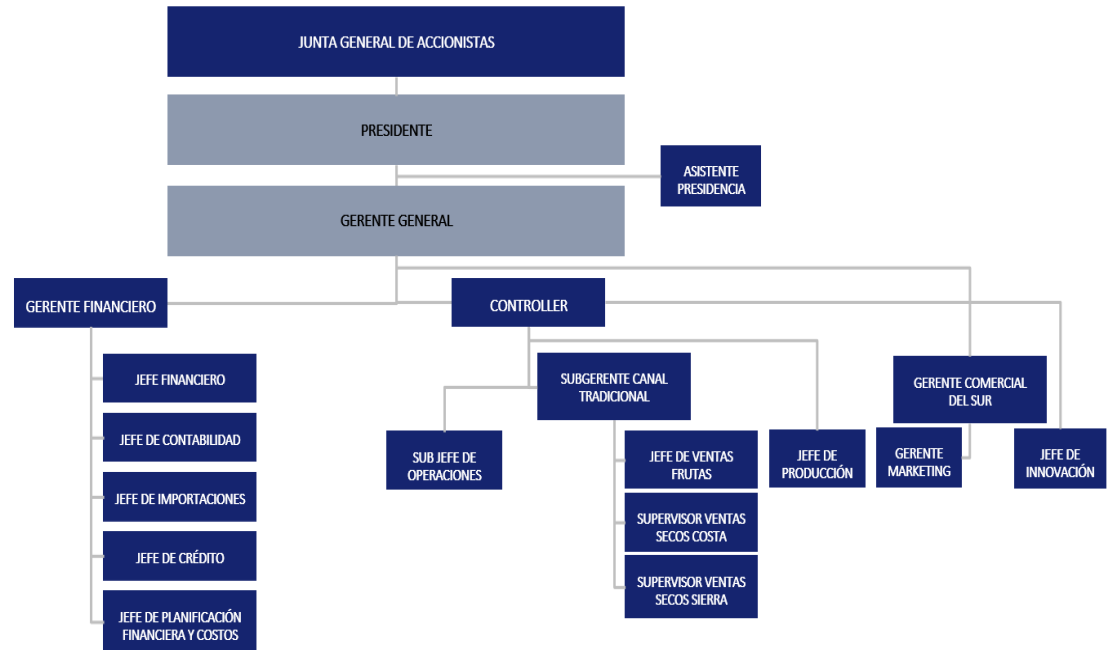 JUNTA GENERAL DE ACCIONISTAS
PRESIDENTE
ASISTENTE
PRESIDENCIA
GERENTE GENERAL
GERENTE FINANCIERO
CONTROLLER
JEFE FINANCIERO
JEFE DE CONTABILIDAD
JEFE DE IMPORTACIONES
JEFE DE CRÉDITO
JEFE DE PLANIFICACIÓN
FINANCIERA Y COSTOS
SUB JEFE DE
OPERACIONES
SUBGERENTE CANAL
TRADICIONAL
JEFE DE VENTAS
FRUTAS
SUPERVISOR VENTAS
SECOS COSTA
SUPERVISOR VENTAS
SECOS SIERRA
JEFE DE
PRODUCCIÓN
GERENTE COMERCIAL
DEL SUR
GERENTE
MARKETING
JEFE DE
INNOVACIÓN